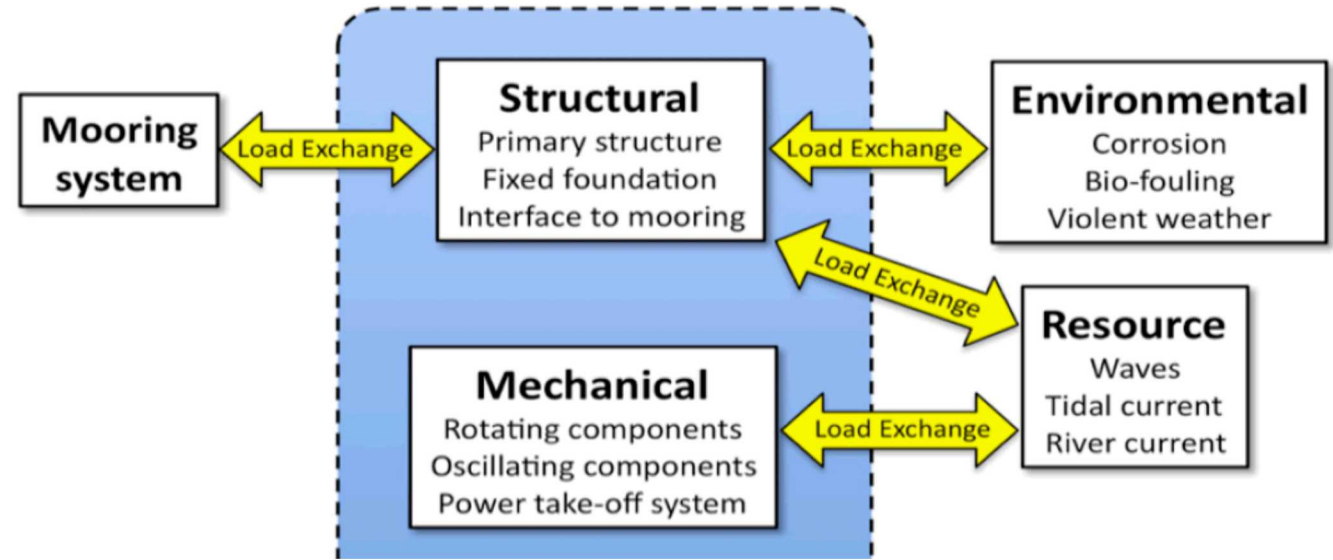 Mooring
system
Load Exchange
Structural
Primary structure
Fixed foundation
Interface to mooring
Load Exchange
Environmental
Corrosion
Bio-fouling
Violent weather
Load Exchange
Mechanical
Rotating components
Oscillating components
Power take-off system
Load Exchange
Resource
Waves
Tidal current
River current